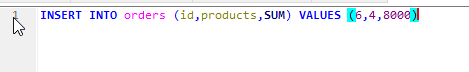 1 INSERT INTO orders (id,products,SUM) VALUES (6,4,8000)